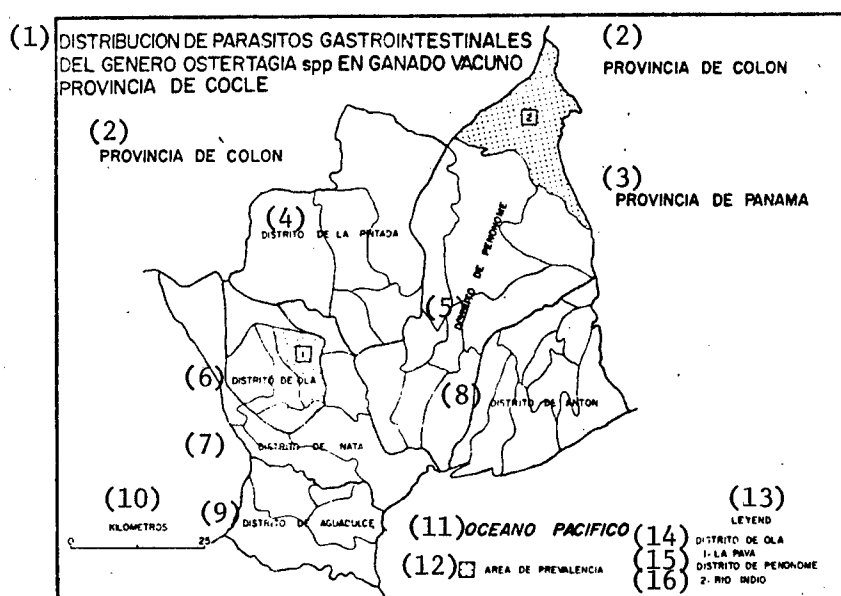 (1) DISTRIBUCION DE PARASITOS GASTROINTESTINALES
DEL GENERO OSTERTAGIA spp EN GANADO VACUNO
PROVINCIA DE COCLE
(2)
PROVINCIA DE COLON
(2)
PROVINCIA DE COLON
2
(3)
PROVINCIA DE PANAMA
(4)
DISTRITO DE LA PINTADA
(5)
DISTRITO DE PENONOME
1
(6) DISTRITO DE OLA
(8)
DISTRITO DE ANTON
(7) DISTRITO DE NATA
(10)
KILOMETROS
0 25
(9) DISTRITO DE AGUADULCE
(11) OCEANO PACIFICO
(12) AREA DE PREVALENCIA
(13)
LEYEND
(14) DISTRITO DE OLA
(15) 1- LA PAVA
DISTRITO DE PENONOME
(16) 2- RIO INDIO